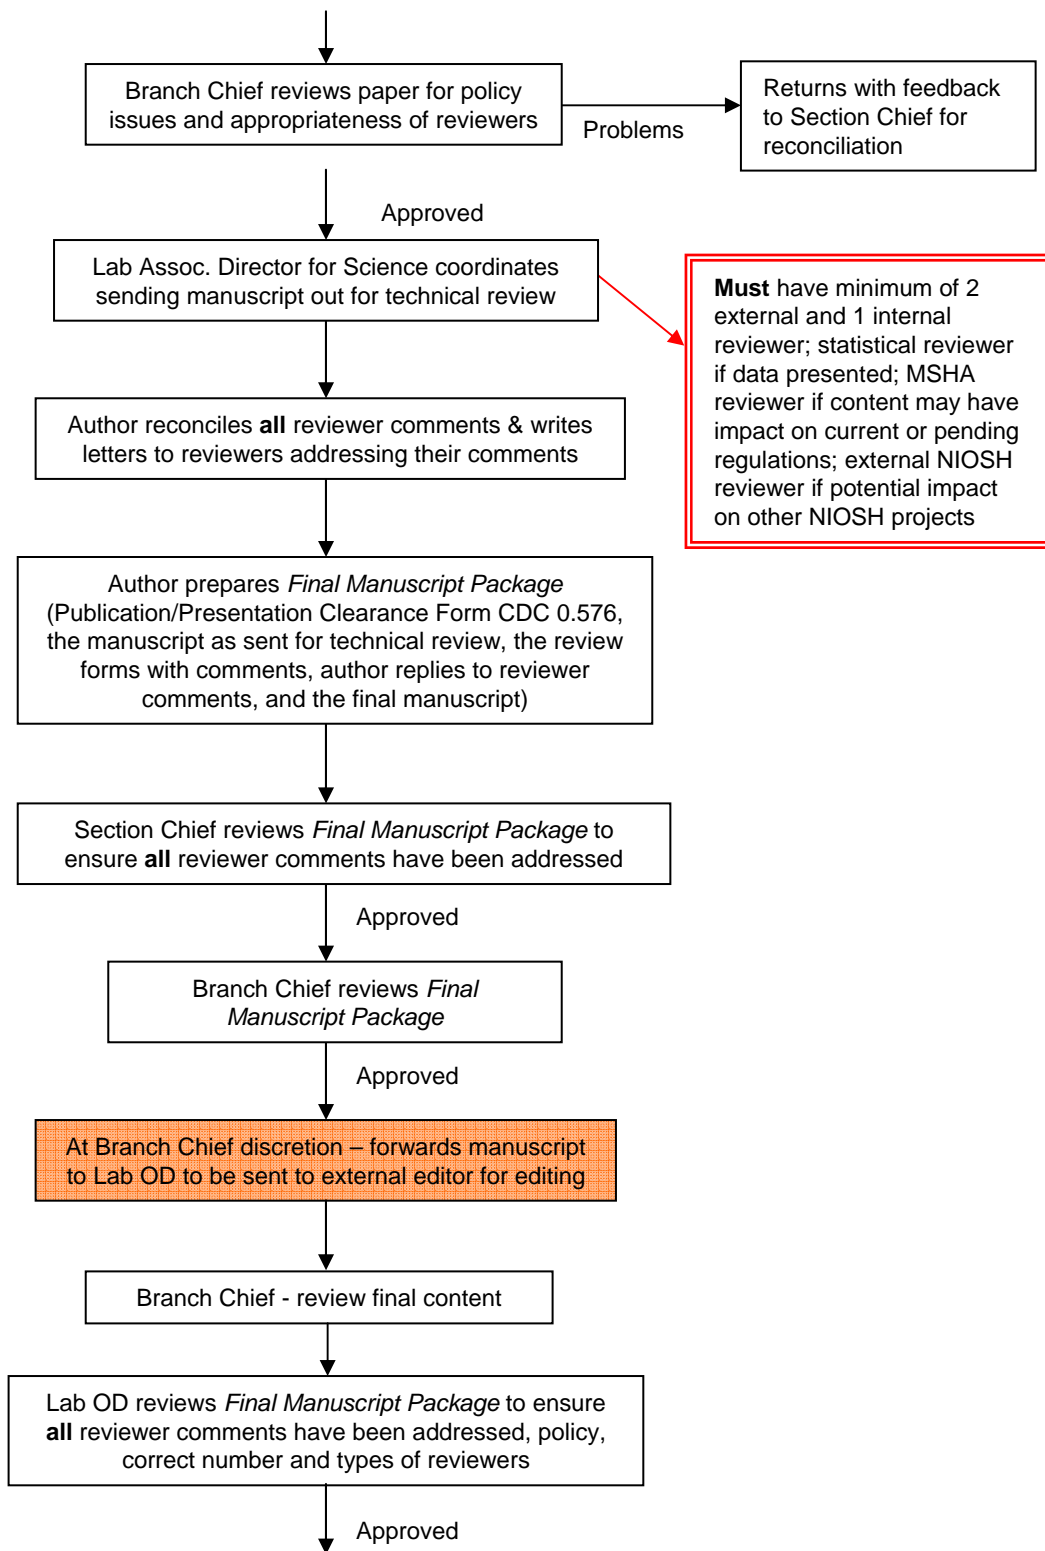 Branch Chief reviews paper for policy
issues and appropriateness of reviewers
Problems
Returns with feedback
to Section Chief for
reconciliation
Approved
Lab Assoc. Director for Science coordinates
sending manuscript out for technical review
Must have minimum of 2
external and 1 internal
reviewer; statistical reviewer
if data presented; MSHA
reviewer if content may have
impact on current or pending
regulations; external NIOSH
reviewer if potential impact
on other NIOSH projects
Author reconciles all reviewer comments & writes
letters to reviewers addressing their comments
Author prepares Final Manuscript Package
(Publication/Presentation Clearance Form CDC 0.576,
the manuscript as sent for technical review, the review
forms with comments, author replies to reviewer
comments, and the final manuscript)
Section Chief reviews Final Manuscript Package to
ensure all reviewer comments have been addressed
Approved
Branch Chief reviews Final
Manuscript Package
Approved
At Branch Chief discretion – forwards manuscript
to Lab OD to be sent to external editor for editing
Branch Chief - review final content
Lab OD reviews Final Manuscript Package to ensure
all reviewer comments have been addressed, policy,
correct number and types of reviewers
Approved